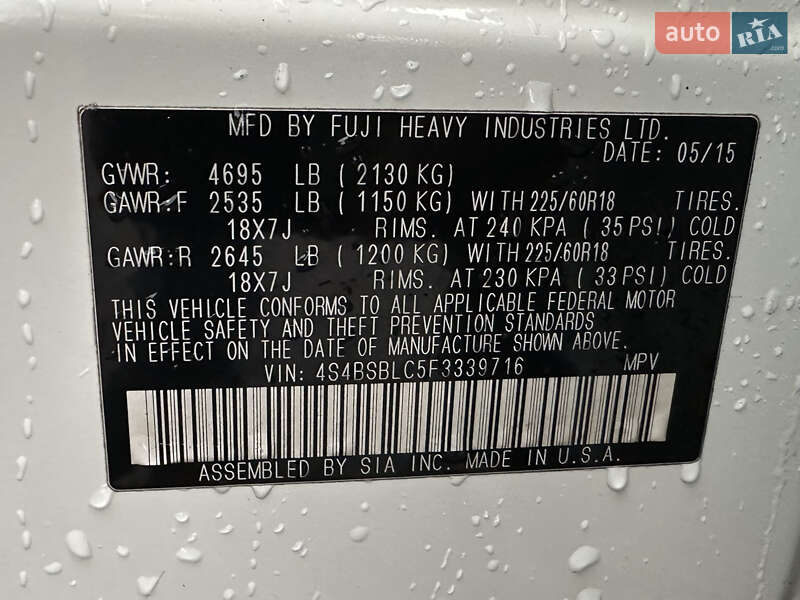 auto RIA
.com
MFD BY FUJI HEAVY INDUSTRIES LTD.
DATE: 05/15
GVWR: 4695 LB ( 2130 KG)
GAWR:F 2535 LB ( 1150 KG) WITH 225/60R18 TIRES.
18X7J RIMS. AT 240 KPA ( 35 PSI) COLD
GAWR:R 2645 LB ( 1200 KG) WITH 225/60R18 TIRES.
18X7J RIMS. AT 230 KPA ( 33 PSI) COLD
THIS VEHICLE CONFORMS TO ALL APPLICABLE FEDERAL MOTOR
VEHICLE SAFETY AND THEFT PREVENTION STANDARDS
IN EFFECT ON THE DATE OF MANUFACTURE SHOWN ABOVE.
VIN: 4S4BSBLC5F3339716 MPV
ASSEMBLED BY SIA INC. MADE IN U.S.A.